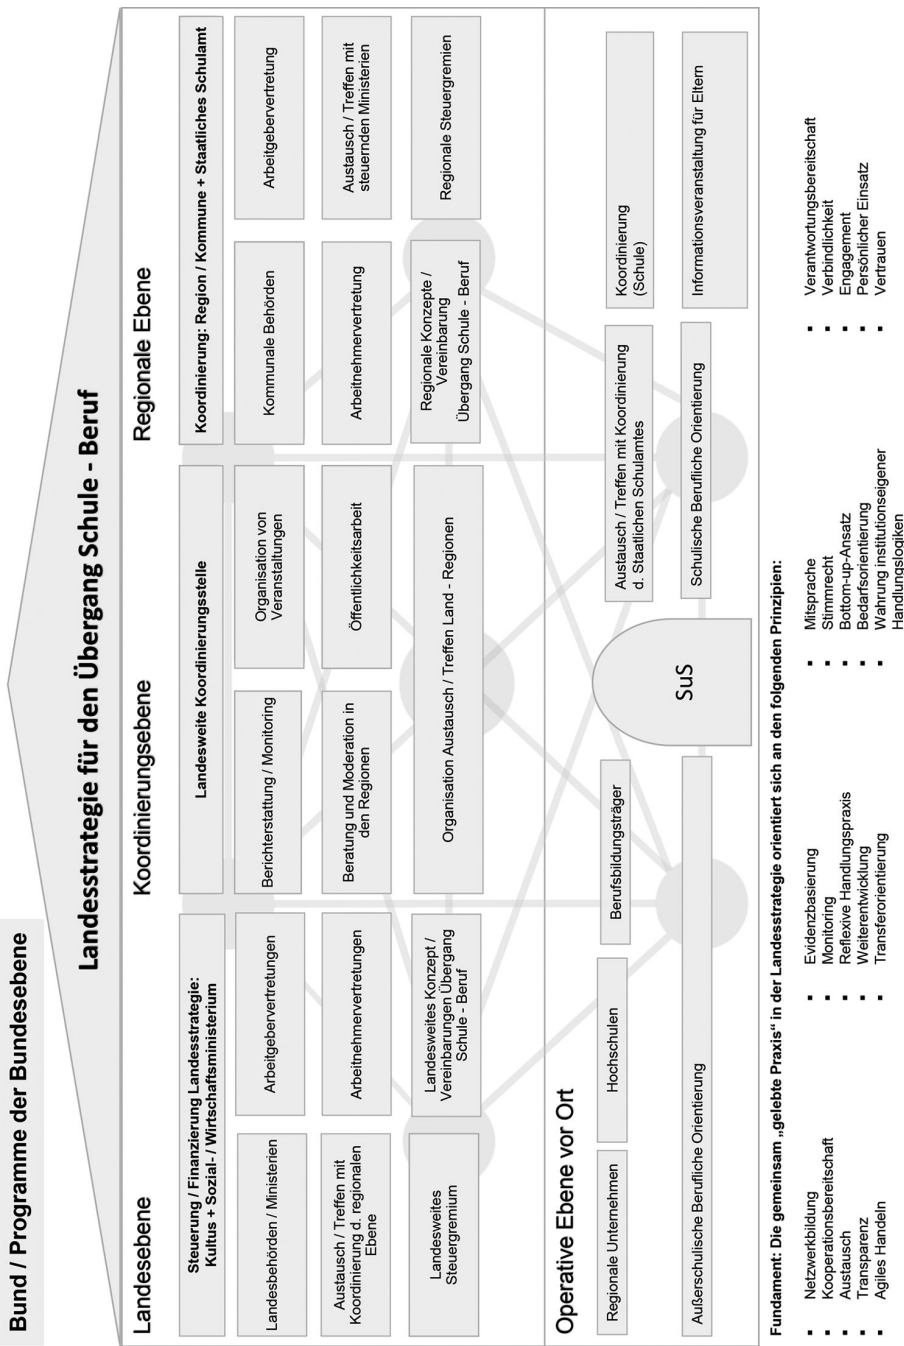 Bund / Programme der Bundesebene
Landesstrategie für den Übergang Schule - Beruf
Landesebene
Steuerung / Finanzierung Landesstrategie:
Kultus + Sozial- / Wirtschaftsministerium
Landesbehörden / Ministerien
Arbeitgebervertretungen
Austausch / Treffen mit
Koordinierung d. regionalen
Ebene
Arbeitnehmervertretungen
Landesweites
Steuergremium
Landesweites Konzept /
Vereinbarungen Übergang
Schule - Beruf
Koordinierungsebene
Landesweite Koordinierungsstelle
Berichterstattung / Monitoring
Organisation von
Veranstaltungen
Beratung und Moderation in
den Regionen
Öffentlichkeitsarbeit
Organisation Austausch / Treffen Land - Regionen
Regionale Ebene
Koordinierung: Region / Kommune + Staatliches Schulamt
Kommunale Behörden
Arbeitgebervertretung
Arbeitnehmervertretung
Austausch / Treffen mit
steuernden Ministerien
Regionale Konzepte /
Vereinbarung
Übergang Schule - Beruf
Regionale Steuergremien
Operative Ebene vor Ort
Regionale Unternehmen
Hochschulen
Berufsbildungsträger
Außerschulische Berufliche Orientierung
SuS
Austausch / Treffen mit Koordinierung
d. Staatlichen Schulamtes
Koordinierung
(Schule)
Schulische Berufliche Orientierung
Informationsveranstaltung für Eltern
Fundament: Die gemeinsam „gelebte Praxis“ in der Landesstrategie orientiert sich an den folgenden Prinzipien:
▪ Netzwerkbildung
▪ Kooperationsbereitschaft
▪ Austausch
▪ Transparenz
▪ Agiles Handeln
▪ Evidenzbasierung
▪ Monitoring
▪ Reflexive Handlungspraxis
▪ Weiterentwicklung
▪ Transferorientierung
▪ Mitsprache
▪ Stimmrecht
▪ Bottom-up-Ansatz
▪ Bedarfsorientierung
▪ Wahrung institutionseigener
Handlungslogiken
▪ Verantwortungsbereitschaft
▪ Verbindlichkeit
▪ Engagement
▪ Persönlicher Einsatz
▪ Vertrauen